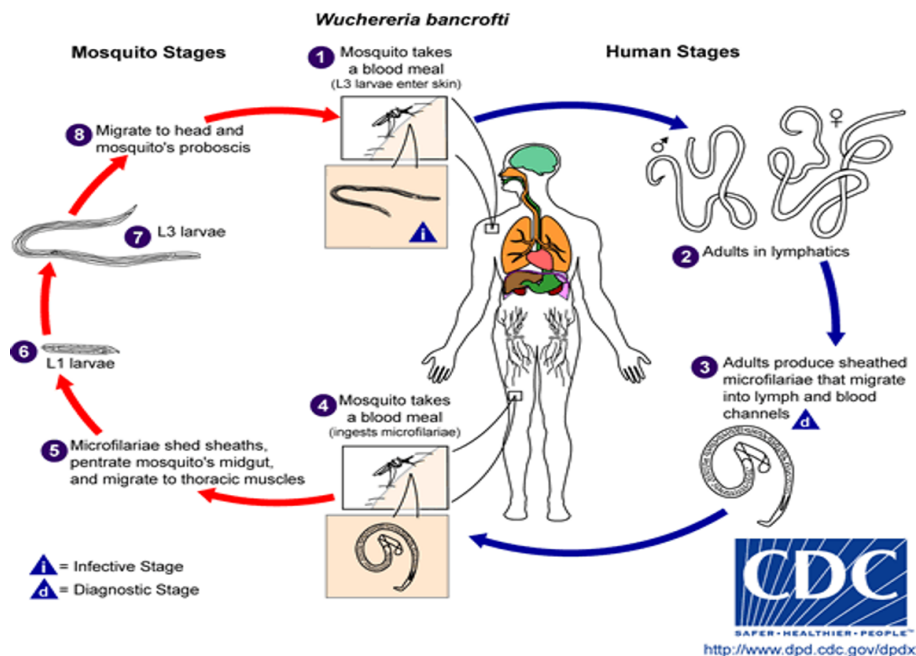 Wuchereria bancrofti
Mosquito Stages
Human Stages
1 Mosquito takes
a blood meal
(L3 larvae enter skin)
i
♂
♀
2 Adults in lymphatics
3 Adults produce sheathed
microfilariae that migrate
into lymph and blood
channels
d
4 Mosquito takes
a blood meal
(ingests microfilariae)
5 Microfilariae shed sheaths,
pentrate mosquito's midgut,
and migrate to thoracic muscles
6
L1 larvae
7 L3 larvae
8 Migrate to head and
mosquito's proboscis
i = Infective Stage
d = Diagnostic Stage
CDC
SAFER•HEALTHIER•PEOPLE™
http://www.dpd.cdc.gov/dpdx